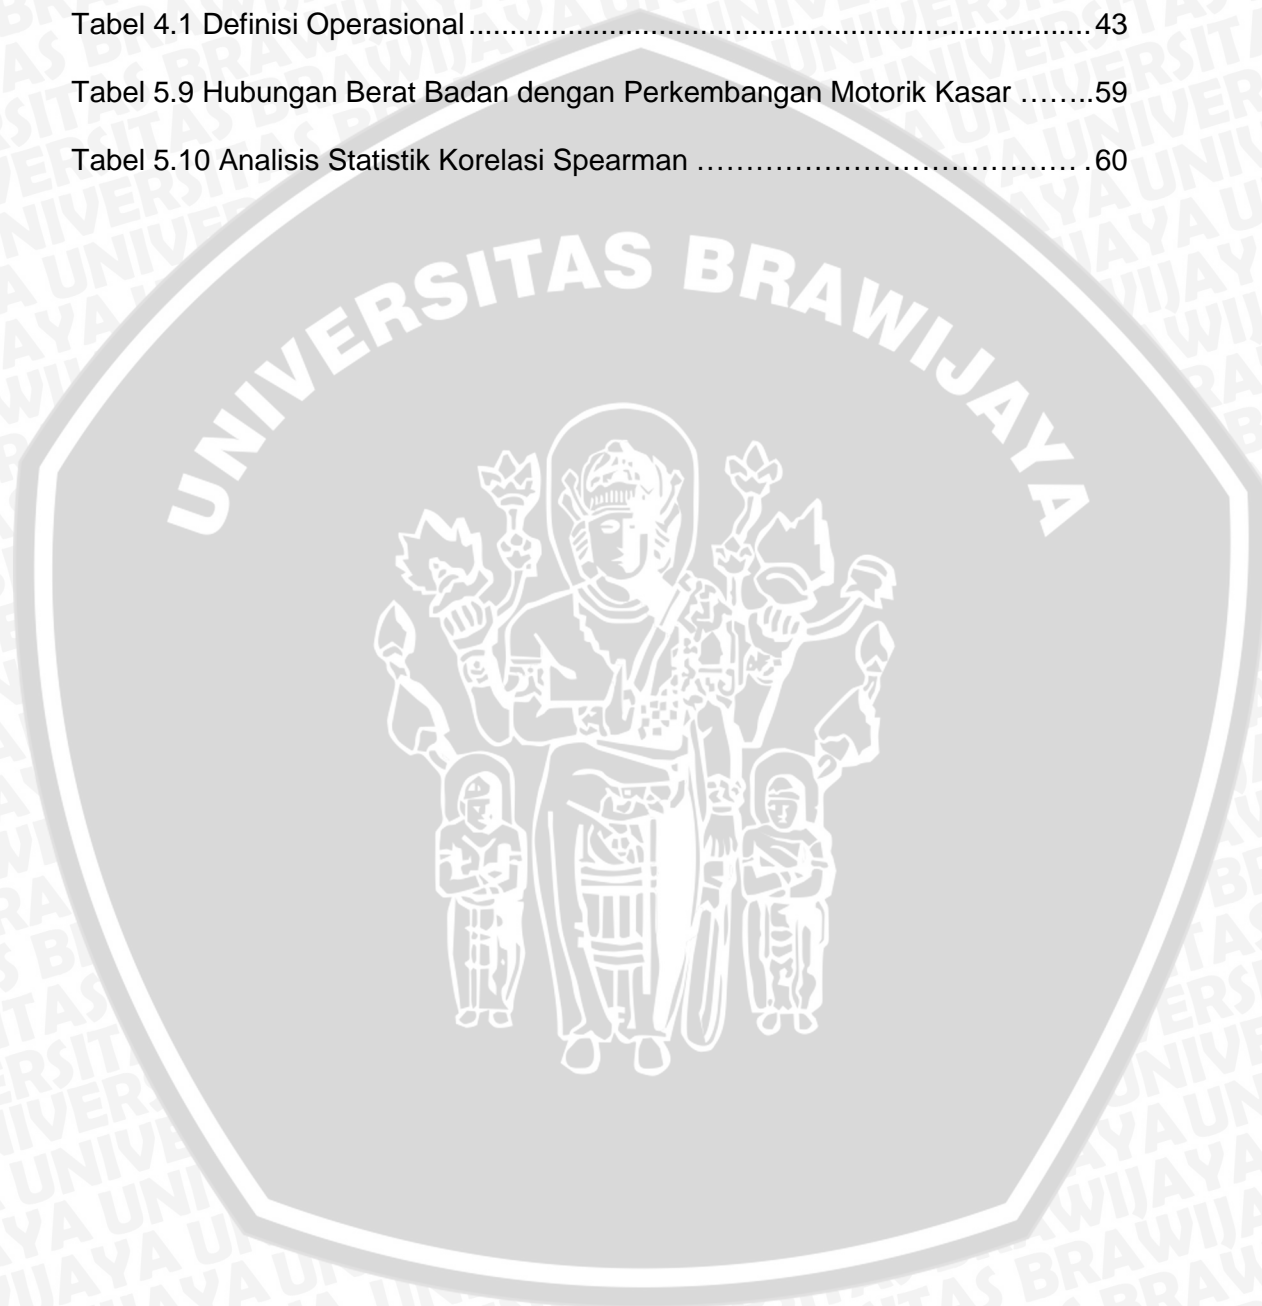 Tabel 4.1 Definisi Operasional............................................................................43
Tabel 5.9 Hubungan Berat Badan dengan Perkembangan Motorik Kasar ……..59
Tabel 5.10 Analisis Statistik Korelasi Spearman ………………………………….60
UNIVERSITAS BRAWIJAYA